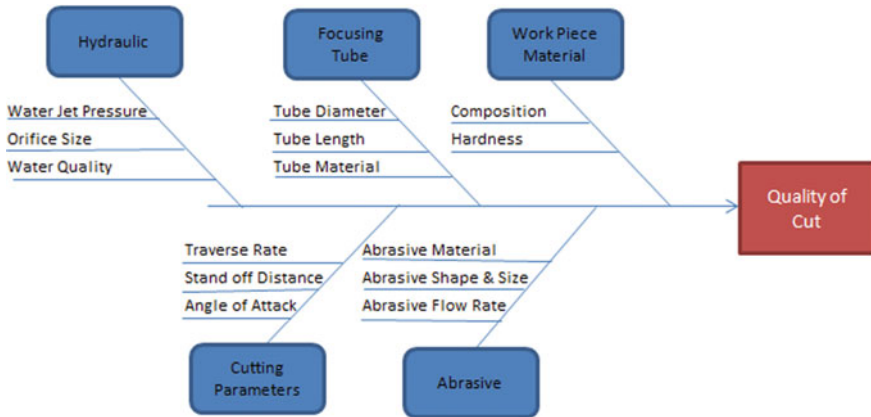 Hydraulic
Focusing
Tube
Work Piece
Material
Water Jet Pressure
Orifice Size
Water Quality
Tube Diameter
Tube Length
Tube Material
Composition
Hardness
Quality of
Cut
Traverse Rate
Stand off Distance
Angle of Attack
Abrasive Material
Abrasive Shape & Size
Abrasive Flow Rate
Cutting
Parameters
Abrasive